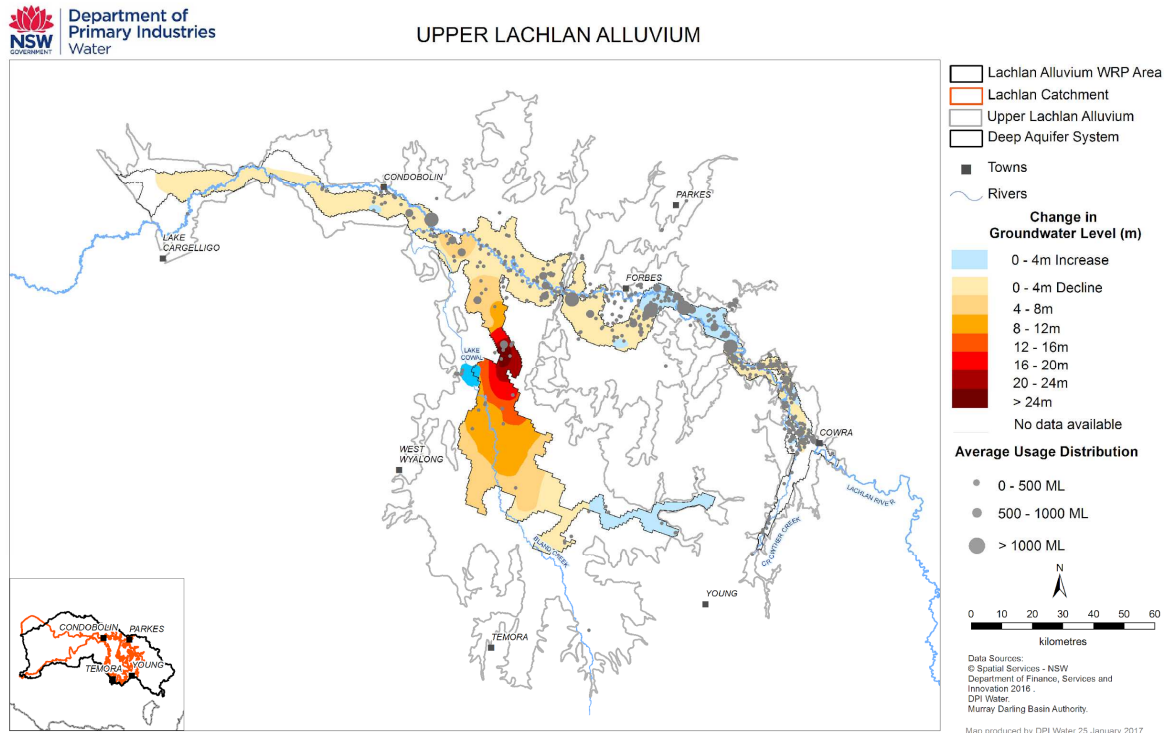 Department of
Primary Industries
Water
NSW
GOVERNMENT
UPPER LACHLAN ALLUVIUM
CONDOBOLIN
PARKES
LAKE
CARGELLIGO
FORBES
LAKE
COWAL
COWRA
WEST
WYALONG
LACHLAN RIVER
BLAND CREEK
CROWTHER CREEK
YOUNG
TEMORA
CONDOBOLIN
PARKES
TEMORA
YOUNG
Lachlan Alluvium WRP Area
Lachlan Catchment
Upper Lachlan Alluvium
Deep Aquifer System
Towns
Rivers
Change in
Groundwater Level (m)
0 - 4m Increase
0 - 4m Decline
4 - 8m
8 - 12m
12 - 16m
16 - 20m
20 - 24m
> 24m
No data available
Average Usage Distribution
0 - 500 ML
500 - 1000 ML
> 1000 ML
N
0 10 20 30 40 50 60
kilometres
Data Sources:
© Spatial Services - NSW
Department of Finance, Services and
Innovation 2016 .
DPI Water.
Murray Darling Basin Authority.
Map produced by DPI Water 25 January 2017